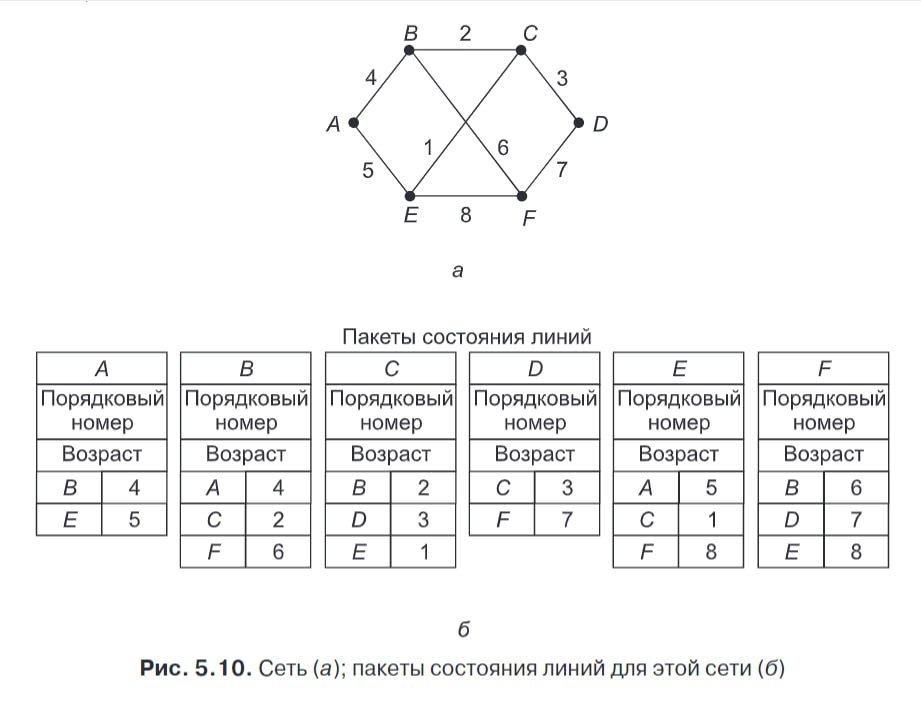 B 2 C
4 3
A D
1 6
5 7
E 8 F
а
Пакеты состояния линий
A B C D E F
Порядковый Порядковый Порядковый Порядковый Порядковый Порядковый
номер номер номер номер номер номер
Возраст Возраст Возраст Возраст Возраст Возраст
B 4 A 4 B 2 C 3 A 5 B 6
E 5 C 2 D 3 F 7 C 1 D 7
F 6 E 1 F 8 E 8
б
Рис. 5.10. Сеть (а); пакеты состояния линий для этой сети (б)